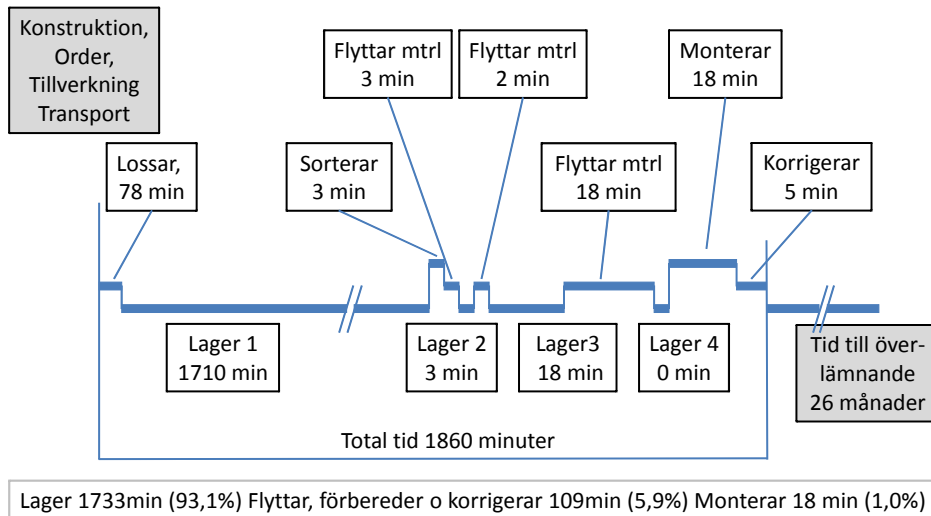 Konstruktion,
Order,
Tillverkning
Transport
Flyttar mtrl
3 min
Flyttar mtrl
2 min
Monterar
18 min
Lossar,
78 min
Sorterar
3 min
Flyttar mtrl
18 min
Korrigerar
5 min
Lager 1
1710 min
Lager 2
3 min
Lager3
18 min
Lager 4
0 min
Tid till över-
lämnande
26 månader
Total tid 1860 minuter
Lager 1733min (93,1%) Flyttar, förbereder o korrigerar 109min (5,9%) Monterar 18 min (1,0%)